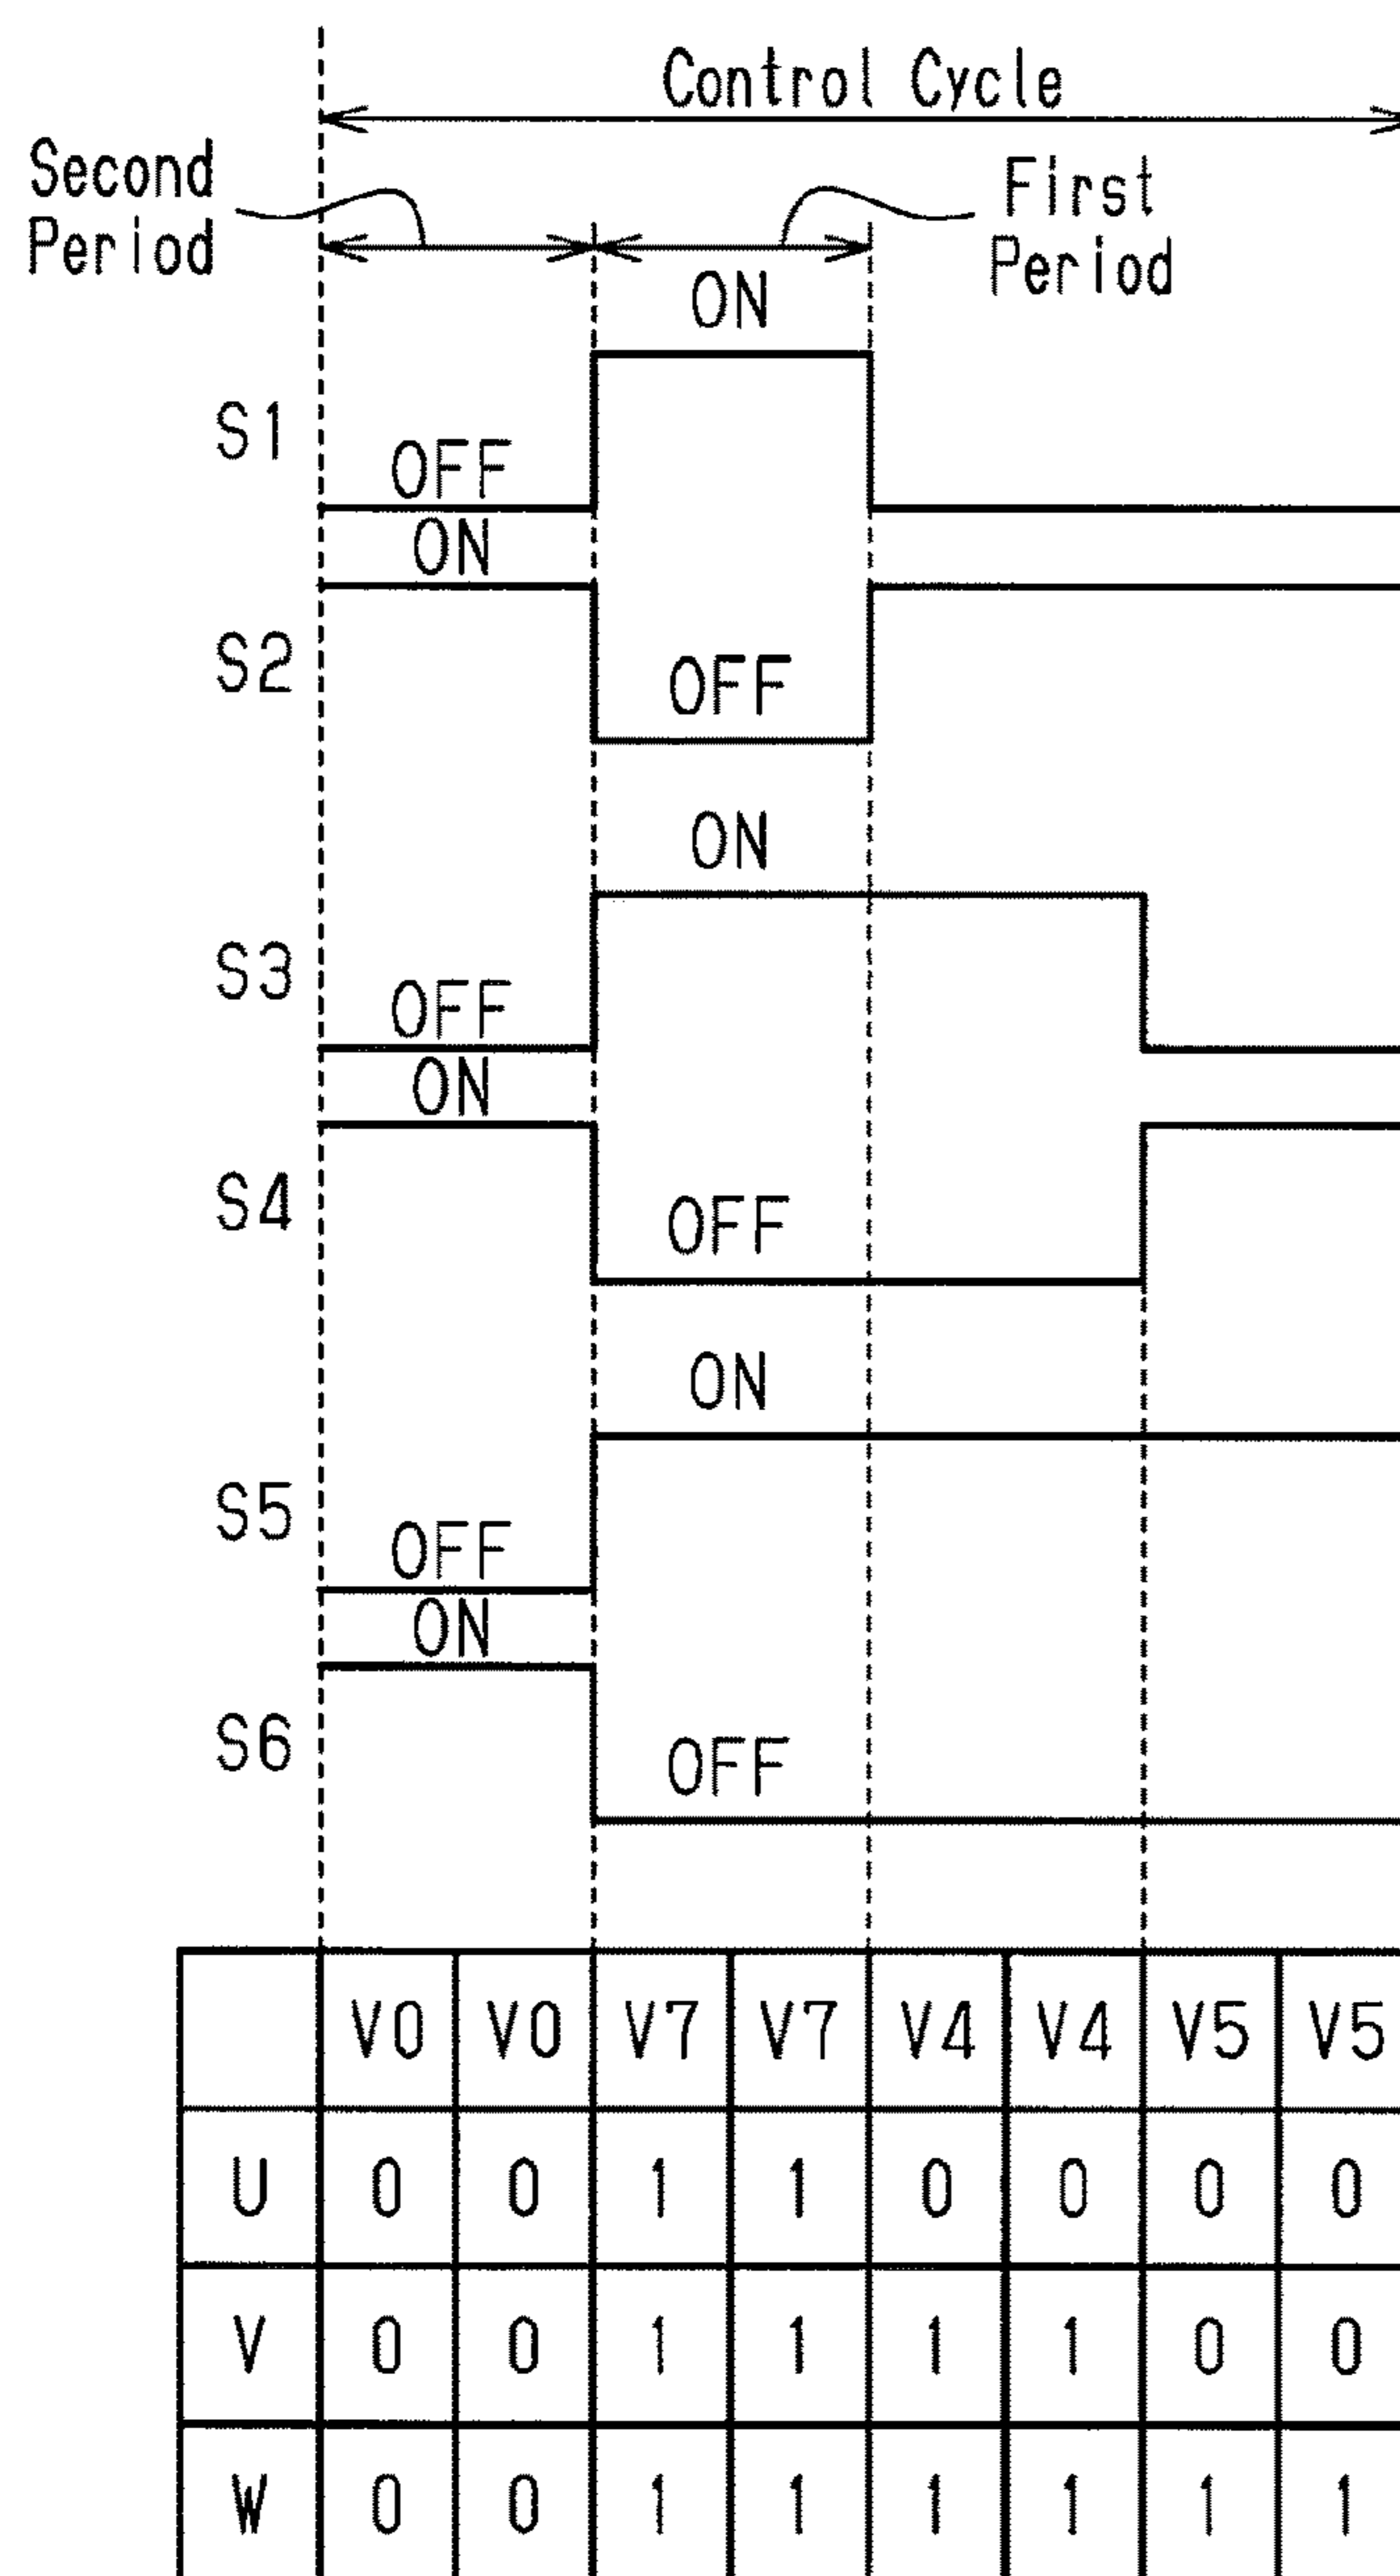 Control Cycle
Second
Period
First
Period
ON
S1
OFF
ON
S2
OFF
ON
S3
OFF
ON
S4
OFF
ON
S5
OFF
ON
S6
OFF
V0 V0 V7 V7 V4 V4 V5 V5
U 0 0 1 1 0 0 0 0
V 0 0 1 1 1 1 0 0
W 0 0 1 1 1 1 1 1